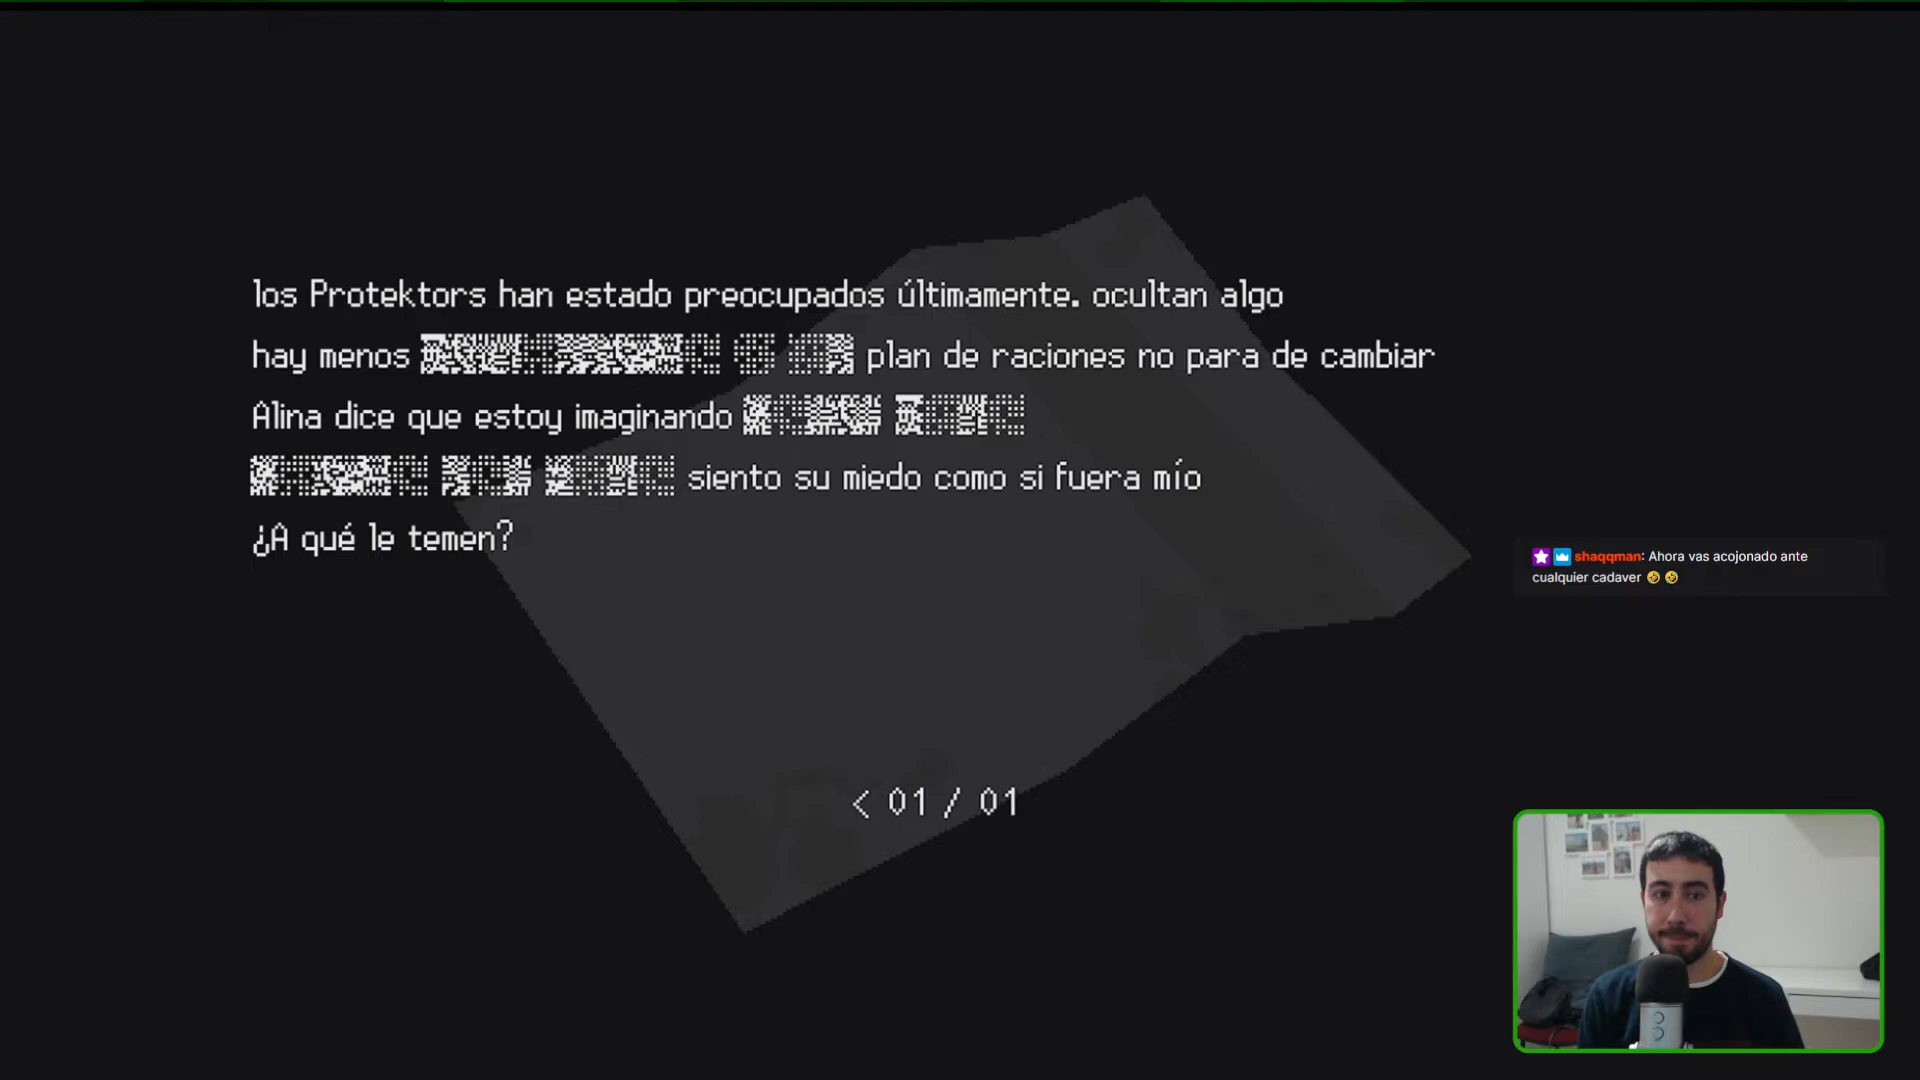 los Protektors han estado preocupados últimamente. ocultan algo
hay menos plan de raciones no para de cambiar
Alina dice que estoy imaginando
siento su miedo como si fuera mío
¿A qué le temen?
< 01 / 01
shaqqman: Ahora vas acojonado ante
cualquier cadaver 🤣 🤣